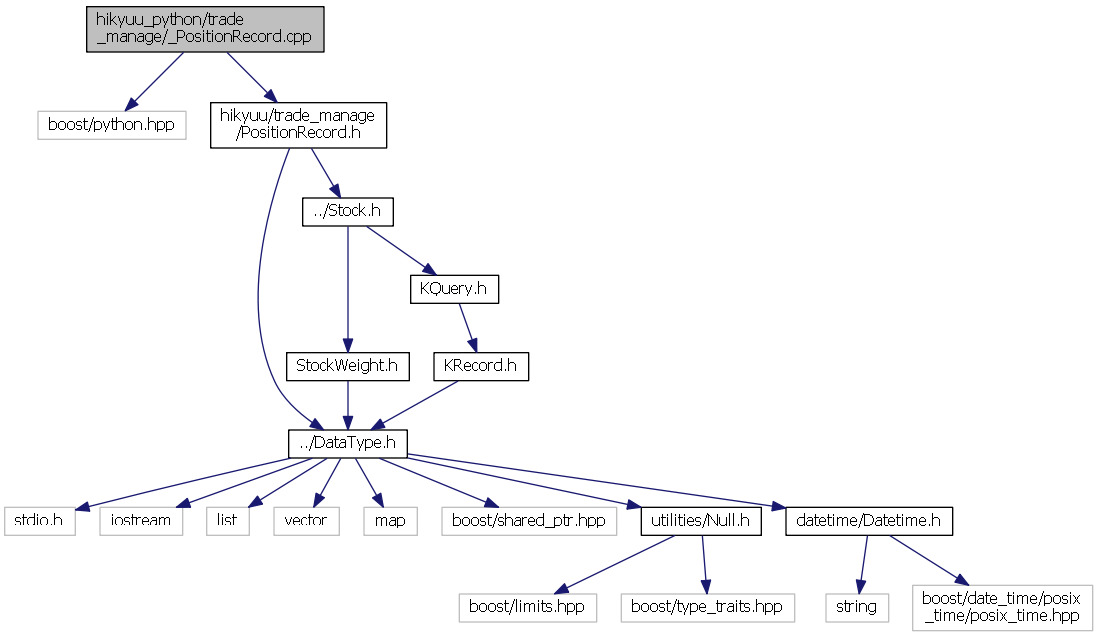 hikyuu_python/trade
_manage/_PositionRecord.cpp
boost/python.hpp
hikyuu/trade_manage
/PositionRecord.h
../Stock.h
KQuery.h
StockWeight.h
KRecord.h
../DataType.h
stdio.h
iostream
list
vector
map
boost/shared_ptr.hpp
utilities/Null.h
datetime/Datetime.h
boost/limits.hpp
boost/type_traits.hpp
string
boost/date_time/posix
_time/posix_time.hpp